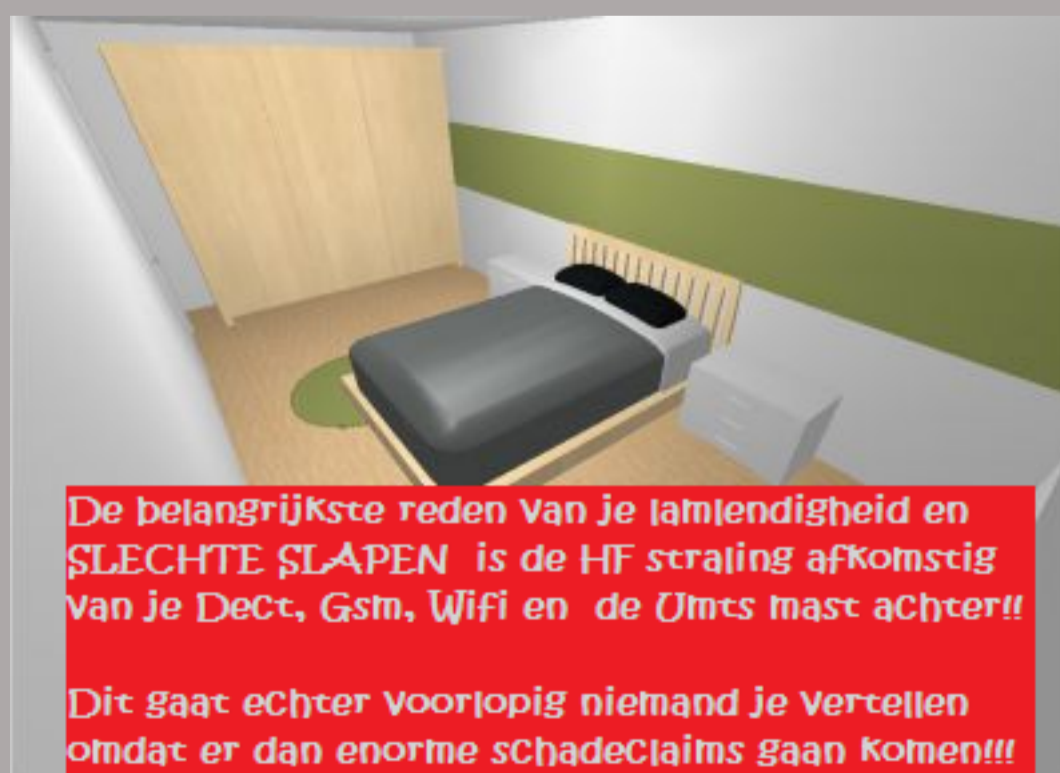 De belangrijkste reden van je lamlendigheid en
SLECHTE SLAPEN is de HF straling afkomstig
van je Dect, Gsm, Wifi en de Umts mast achter!!
Dit gaat echter voorlopig niemand je vertellen
omdat er dan enorme schadeclaims gaan komen!!!